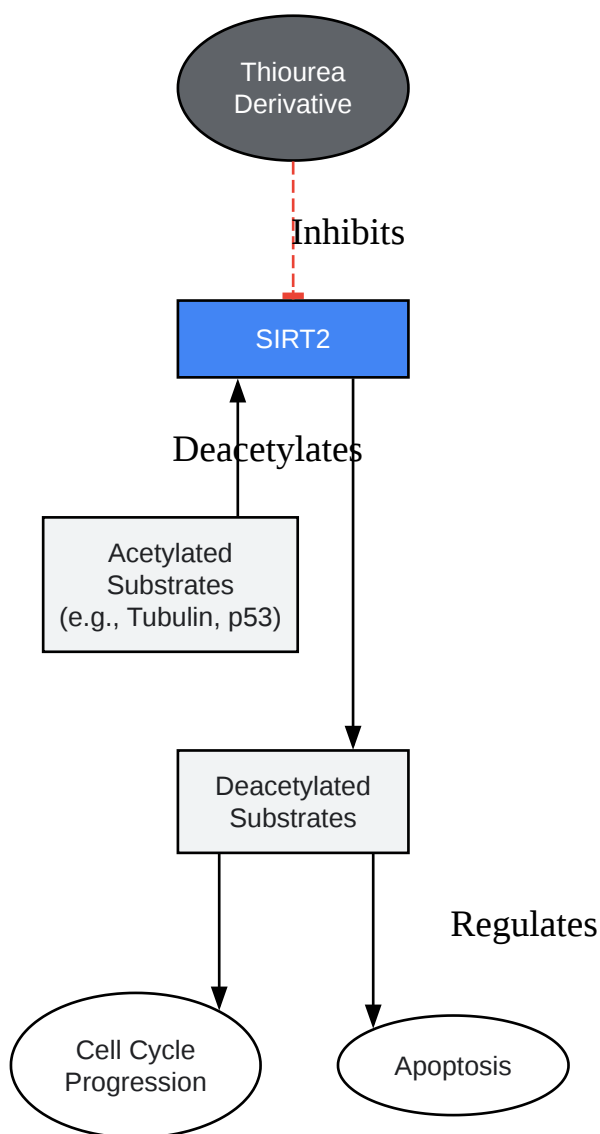 Thiourea
Derivative
Inhibits
SIRT2
Deacetylates
Acetylated
Substrates
(e.g., Tubulin, p53)
Deacetylated
Substrates
Regulates
Cell Cycle
Progression
Apoptosis